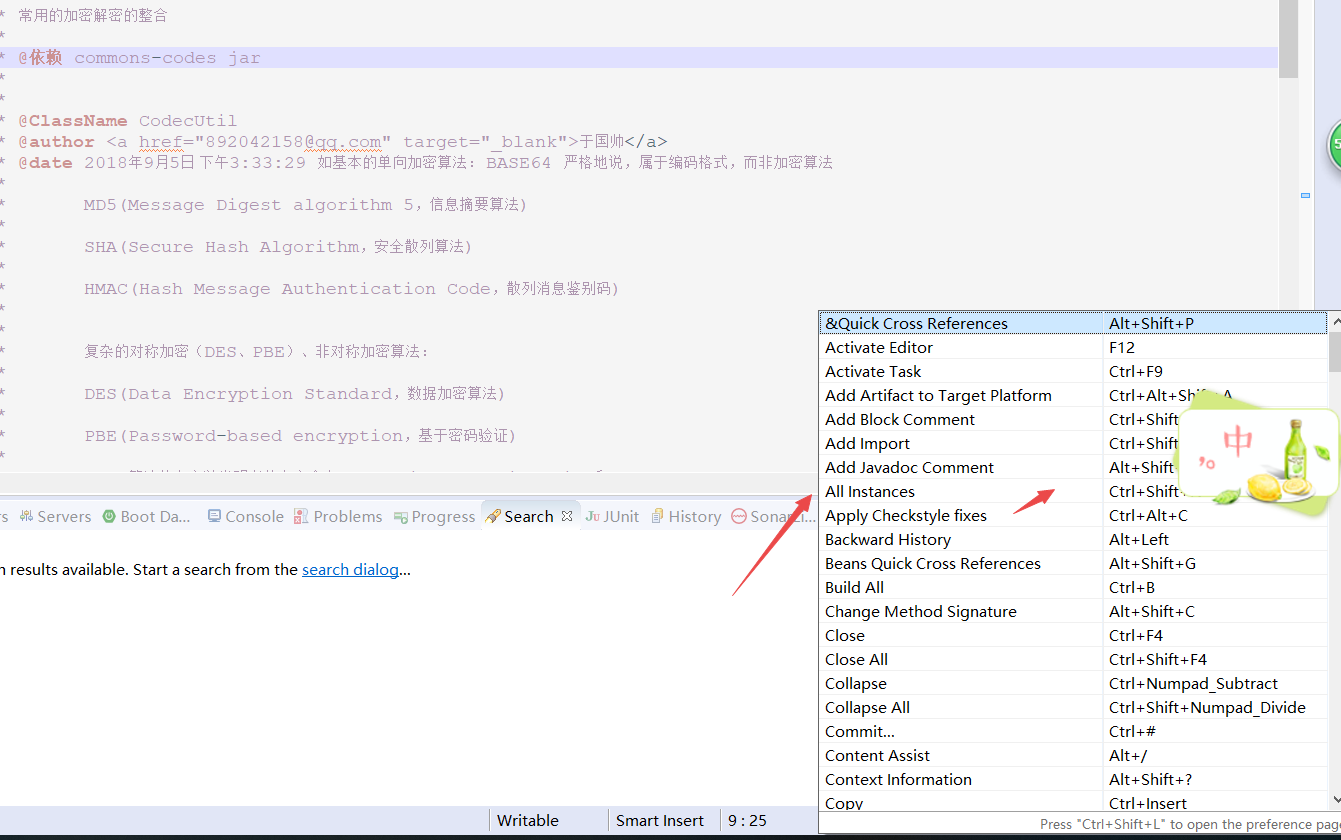 * 常用的加密解密的整合
*
* @依赖 commons-codes jar
*
*
* @ClassName CodecUtil
* @author <a href="892042158@qq.com" target="_blank">于国帅</a>
* @date 2018年9月5日 下午3:33:29 如基本的单向加密算法: BASE64 严格地说，属于编码格式，而非加密算法
*
* MD5(Message Digest algorithm 5，信息摘要算法)
*
* SHA(Secure Hash Algorithm，安全散列算法)
*
* HMAC(Hash Message Authentication Code，散列消息鉴别码)
*
*
* 复杂的对称加密（DES、PBE）、非对称加密算法:
*
* DES(Data Encryption Standard，数据加密算法)
*
* PBE(Password-based encryption，基于密码验证)
*
Servers Boot Da... Console Problems Progress Search JUnit History
results available. Start a search from the search dialog...
Writable Smart Insert 9 : 25
&Quick Cross References Alt+Shift+P
Activate Editor F12
Activate Task Ctrl+F9
Add Artifact to Target Platform Ctrl+Alt+Shift+A
Add Block Comment Ctrl+Shift
Add Import Ctrl+Shift
Add Javadoc Comment Alt+Shift
All Instances Ctrl+Shift
Apply Checkstyle fixes Ctrl+Alt+C
Backward History Alt+Left
Beans Quick Cross References Alt+Shift+G
Build All Ctrl+B
Change Method Signature Alt+Shift+C
Close Ctrl+F4
Close All Ctrl+Shift+F4
Collapse Ctrl+Numpad_Subtract
Collapse All Ctrl+Shift+Numpad_Divide
Commit... Ctrl+#
Content Assist Alt+/
Context Information Alt+Shift+?
Copy Ctrl+Insert
Press "Ctrl+Shift+L" to open the preference page
中
5